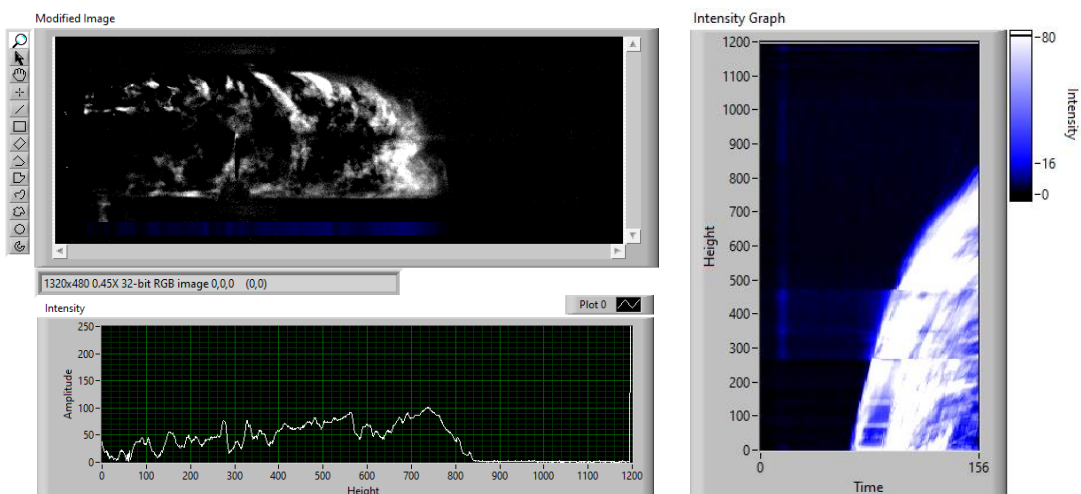 Modified Image
1320x480 0.45X 32-bit RGB image 0,0,0 (0,0)
Intensity
Plot 0
250
200
150
100
50
0
Amplitude
0 100 200 300 400 500 600 700 800 900 1000 1100 1200
Height
Intensity Graph
1200
1100
1000
900
800
700
600
500
400
300
200
100
0
Height
0 156
Time
80
16
0
Intensity